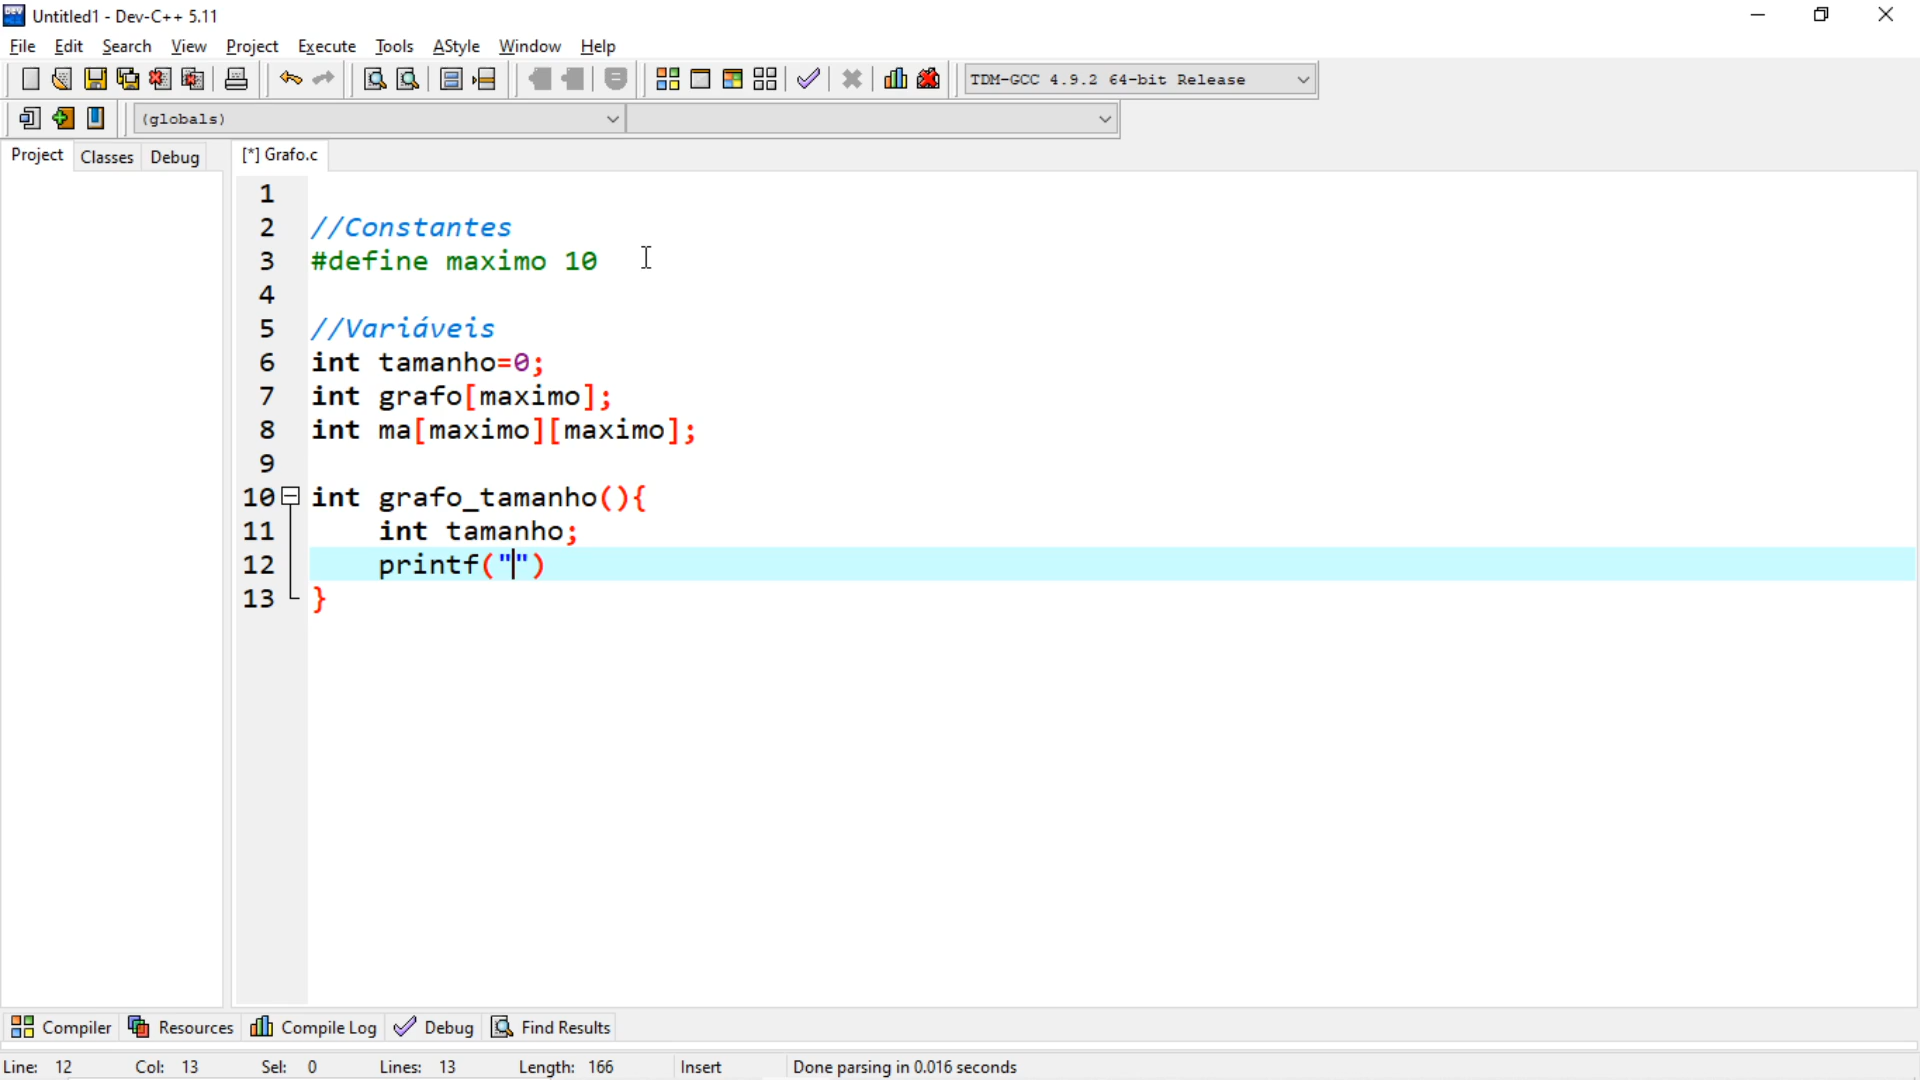 Untitled1 - Dev-C++ 5.11
File Edit Search View Project Execute Tools AStyle Window Help
TDM-GCC 4.9.2 64-bit Release
(globals)
Project Classes Debug [*] Grafo.c
1
2 //Constantes
3 #define maximo 10
4
5 //Variáveis
6 int tamanho=0;
7 int grafo[maximo];
8 int ma[maximo][maximo];
9
10 int grafo_tamanho(){
11 int tamanho;
12 printf("")
13 }
Compiler Resources Compile Log Debug Find Results
Line: 12 Col: 13 Sel: 0 Lines: 13 Length: 166 Insert Done parsing in 0.016 seconds